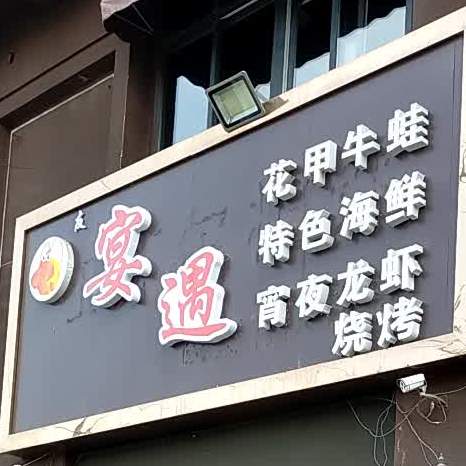 宴遇
花甲牛蛙
特色海鲜
宵夜龙虾
烧烤